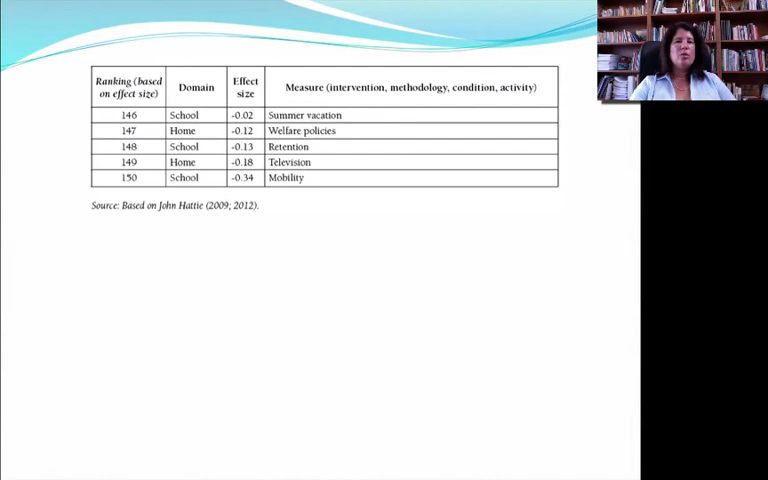 Ranking (based on effect size) Domain Effect size Measure (intervention, methodology, condition, activity)
146 School -0.02 Summer vacation
147 Home -0.12 Welfare policies
148 School -0.13 Retention
149 Home -0.18 Television
150 School -0.34 Mobility
Source: Based on John Hattie (2009; 2012).